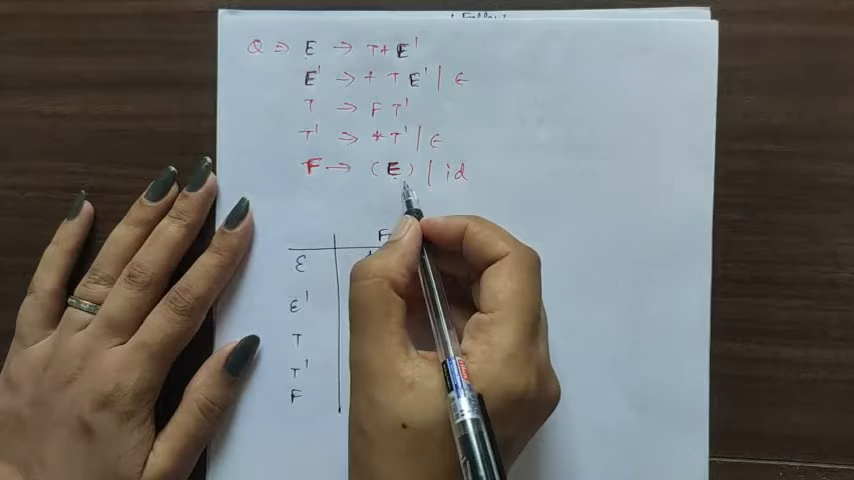 Q ⇒ E → T+E'
E' → + T E' | ε
T → F T'
T' → * T' | ε
F → (E) | id
F
E
E'
T
T'
F